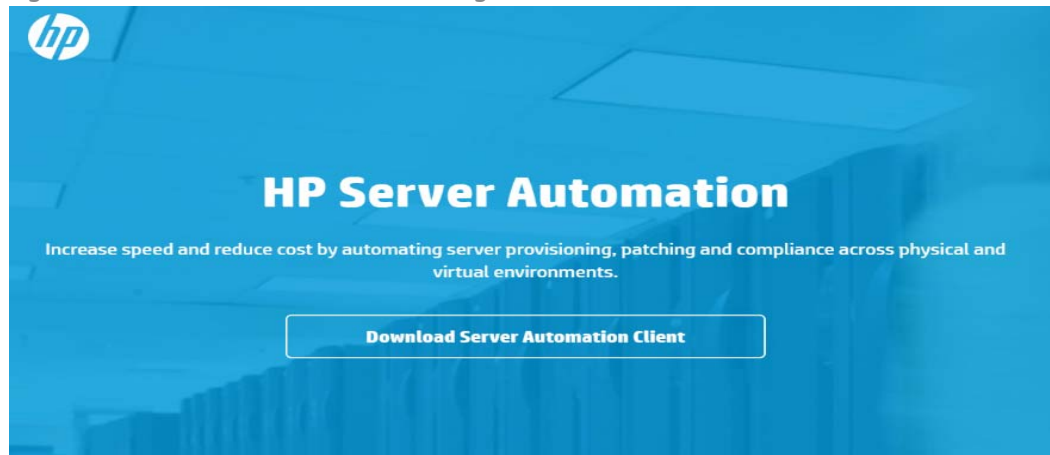 hp
HP Server Automation
Increase speed and reduce cost by automating server provisioning, patching and compliance across physical and
virtual environments.
Download Server Automation Client